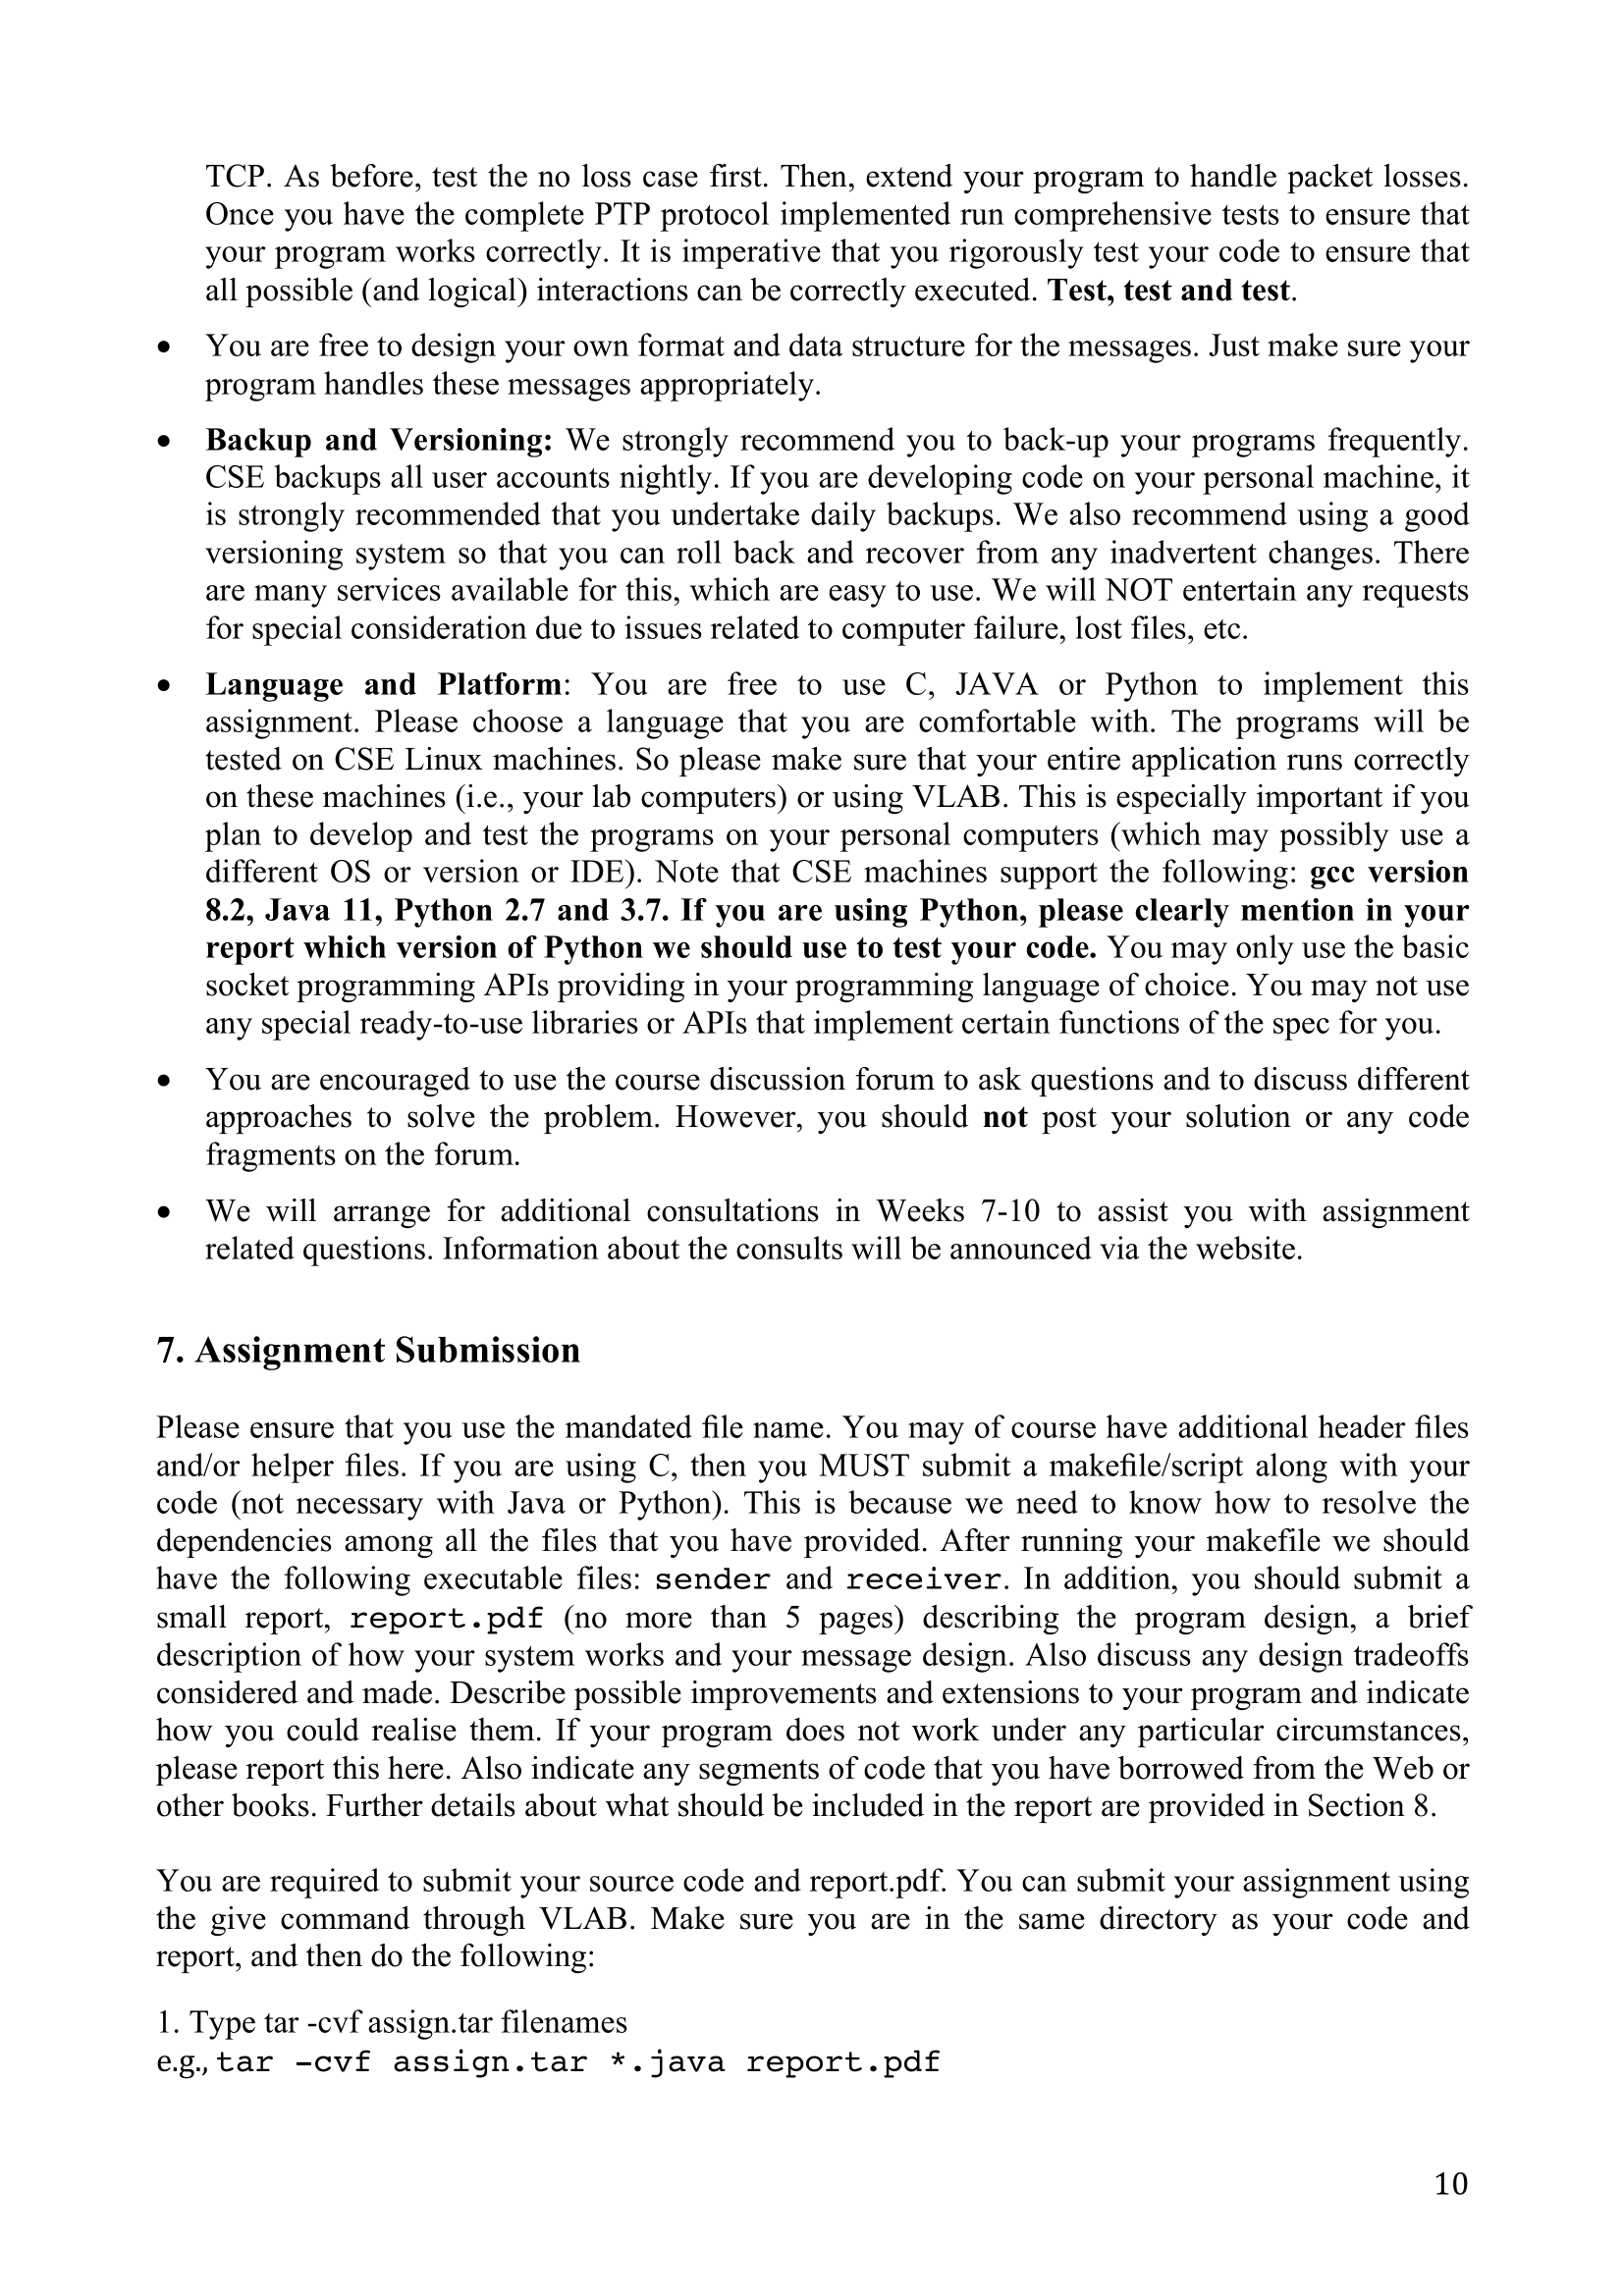 TCP. As before, test the no loss case first. Then, extend your program to handle packet losses.
Once you have the complete PTP protocol implemented run comprehensive tests to ensure that
your program works correctly. It is imperative that you rigorously test your code to ensure that
all possible (and logical) interactions can be correctly executed. Test, test and test.
• You are free to design your own format and data structure for the messages. Just make sure your
program handles these messages appropriately.
• Backup and Versioning: We strongly recommend you to back-up your programs frequently.
CSE backups all user accounts nightly. If you are developing code on your personal machine, it
is strongly recommended that you undertake daily backups. We also recommend using a good
versioning system so that you can roll back and recover from any inadvertent changes. There
are many services available for this, which are easy to use. We will NOT entertain any requests
for special consideration due to issues related to computer failure, lost files, etc.
• Language and Platform: You are free to use C, JAVA or Python to implement this
assignment. Please choose a language that you are comfortable with. The programs will be
tested on CSE Linux machines. So please make sure that your entire application runs correctly
on these machines (i.e., your lab computers) or using VLAB. This is especially important if you
plan to develop and test the programs on your personal computers (which may possibly use a
different OS or version or IDE). Note that CSE machines support the following: gcc version
8.2, Java 11, Python 2.7 and 3.7. If you are using Python, please clearly mention in your
report which version of Python we should use to test your code. You may only use the basic
socket programming APIs providing in your programming language of choice. You may not use
any special ready-to-use libraries or APIs that implement certain functions of the spec for you.
• You are encouraged to use the course discussion forum to ask questions and to discuss different
approaches to solve the problem. However, you should not post your solution or any code
fragments on the forum.
• We will arrange for additional consultations in Weeks 7-10 to assist you with assignment
related questions. Information about the consults will be announced via the website.
7. Assignment Submission
Please ensure that you use the mandated file name. You may of course have additional header files
and/or helper files. If you are using C, then you MUST submit a makefile/script along with your
code (not necessary with Java or Python). This is because we need to know how to resolve the
dependencies among all the files that you have provided. After running your makefile we should
have the following executable files: sender and receiver. In addition, you should submit a
small report, report.pdf (no more than 5 pages) describing the program design, a brief
description of how your system works and your message design. Also discuss any design tradeoffs
considered and made. Describe possible improvements and extensions to your program and indicate
how you could realise them. If your program does not work under any particular circumstances,
please report this here. Also indicate any segments of code that you have borrowed from the Web or
other books. Further details about what should be included in the report are provided in Section 8.
You are required to submit your source code and report.pdf. You can submit your assignment using
the give command through VLAB. Make sure you are in the same directory as your code and
report, and then do the following:
1. Type tar -cvf assign.tar filenames
e.g., tar –cvf assign.tar *.java report.pdf
10